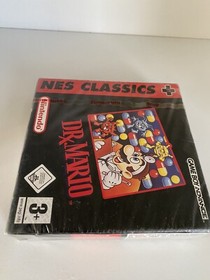 NES CLASSICS
Nintendo
DR.MARIO
GAME BOY ADVANCE
3+